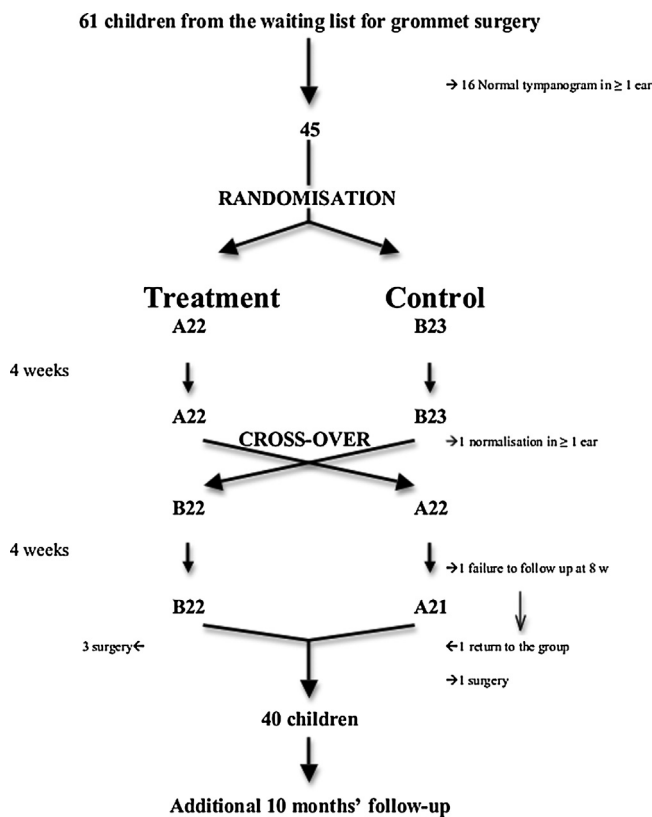 61 children from the waiting list for grommet surgery
→16 Normal tympanogram in ≥ 1 ear
45
RANDOMISATION
Treatment Control
A22 B23
4 weeks
A22 B23
CROSS-OVER
→1 normalisation in ≥ 1 ear
B22 A22
4 weeks
→1 failure to follow up at 8 w
B22 A21
3 surgery← ←1 return to the group
→1 surgery
40 children
Additional 10 months’ follow-up